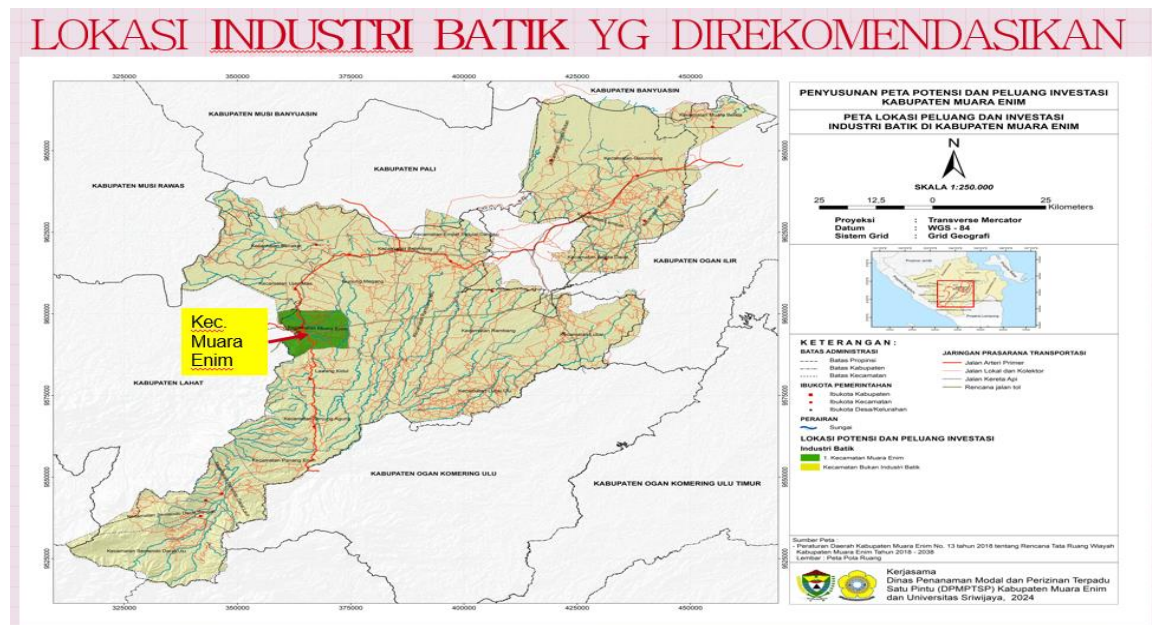 LOKASI INDUSTRI BATIK YG DIREKOMENDASIKAN
325000 350000 375000 400000 425000 450000
KABUPATEN BANYUASIN
KABUPATEN MUSI BANYUASIN
KABUPATEN PALI
KABUPATEN MUSI RAWAS
KABUPATEN OGAN ILIR
Kec.
Muara
Enim
KABUPATEN LAHAT
Lawang Kidul
KABUPATEN OGAN KOMERING ULU
KABUPATEN OGAN KOMERING ULU TIMUR
9650000
9625000
9600000
9575000
9550000
9525000
325000 350000 375000 400000 425000 450000
PENYUSUNAN PETA POTENSI DAN PELUANG INVESTASI
KABUPATEN MUARA ENIM
PETA LOKASI PELUANG DAN INVESTASI
INDUSTRI BATIK DI KABUPATEN MUARA ENIM
N
SKALA 1:250.000
25 12,5 0 25
Kilometers
Proyeksi : Transverse Mercator
Datum : WGS - 84
Sistem Grid : Grid Geografi
KETERANGAN :
BATAS ADMINISTRASI
Batas Propinsi
Batas Kabupaten
Batas Kecamatan
IBUKOTA PEMERINTAHAN
Ibukota Kabupaten
Ibukota Kecamatan
Ibukota Desa/Kelurahan
PERAIRAN
Sungai
JARINGAN PRASARANA TRANSPORTASI
Jalan Arteri Primer
Jalan Lokal dan Kolektor
Jalan Kereta Api
Rencana jalan tol
LOKASI POTENSI DAN PELUANG INVESTASI
Industri Batik
1. Kecamatan Muara Enim
Kecamatan Bukan Industri Batik
Sumber Peta :
- Peraturan Daerah Kabupaten Muara Enim No. 13 tahun 2018 tentang Rencana Tata Ruang Wilayah
Kabupaten Muara Enim Tahun 2018 - 2038
Lembar : Peta Pola Ruang
Kerjasama
Dinas Penanaman Modal dan Perizinan Terpadu
Satu Pintu (DPMPTSP) Kabupaten Muara Enim
dan Universitas Sriwijaya, 2024